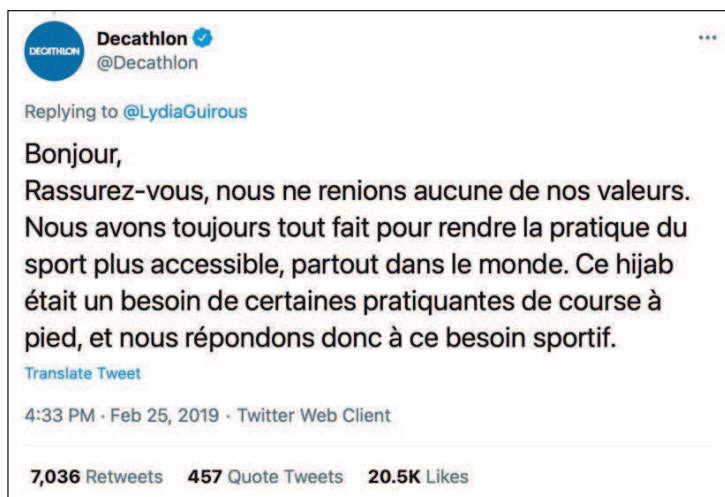 DECATHLON
Decathlon
@Decathlon
Replying to @LydiaGuirous
Bonjour,
Rassurez-vous, nous ne renions aucune de nos valeurs.
Nous avons toujours tout fait pour rendre la pratique du
sport plus accessible, partout dans le monde. Ce hijab
était un besoin de certaines pratiquantes de course à
pied, et nous répondons donc à ce besoin sportif.
Translate Tweet
4:33 PM · Feb 25, 2019 · Twitter Web Client
7,036 Retweets 457 Quote Tweets 20.5K Likes